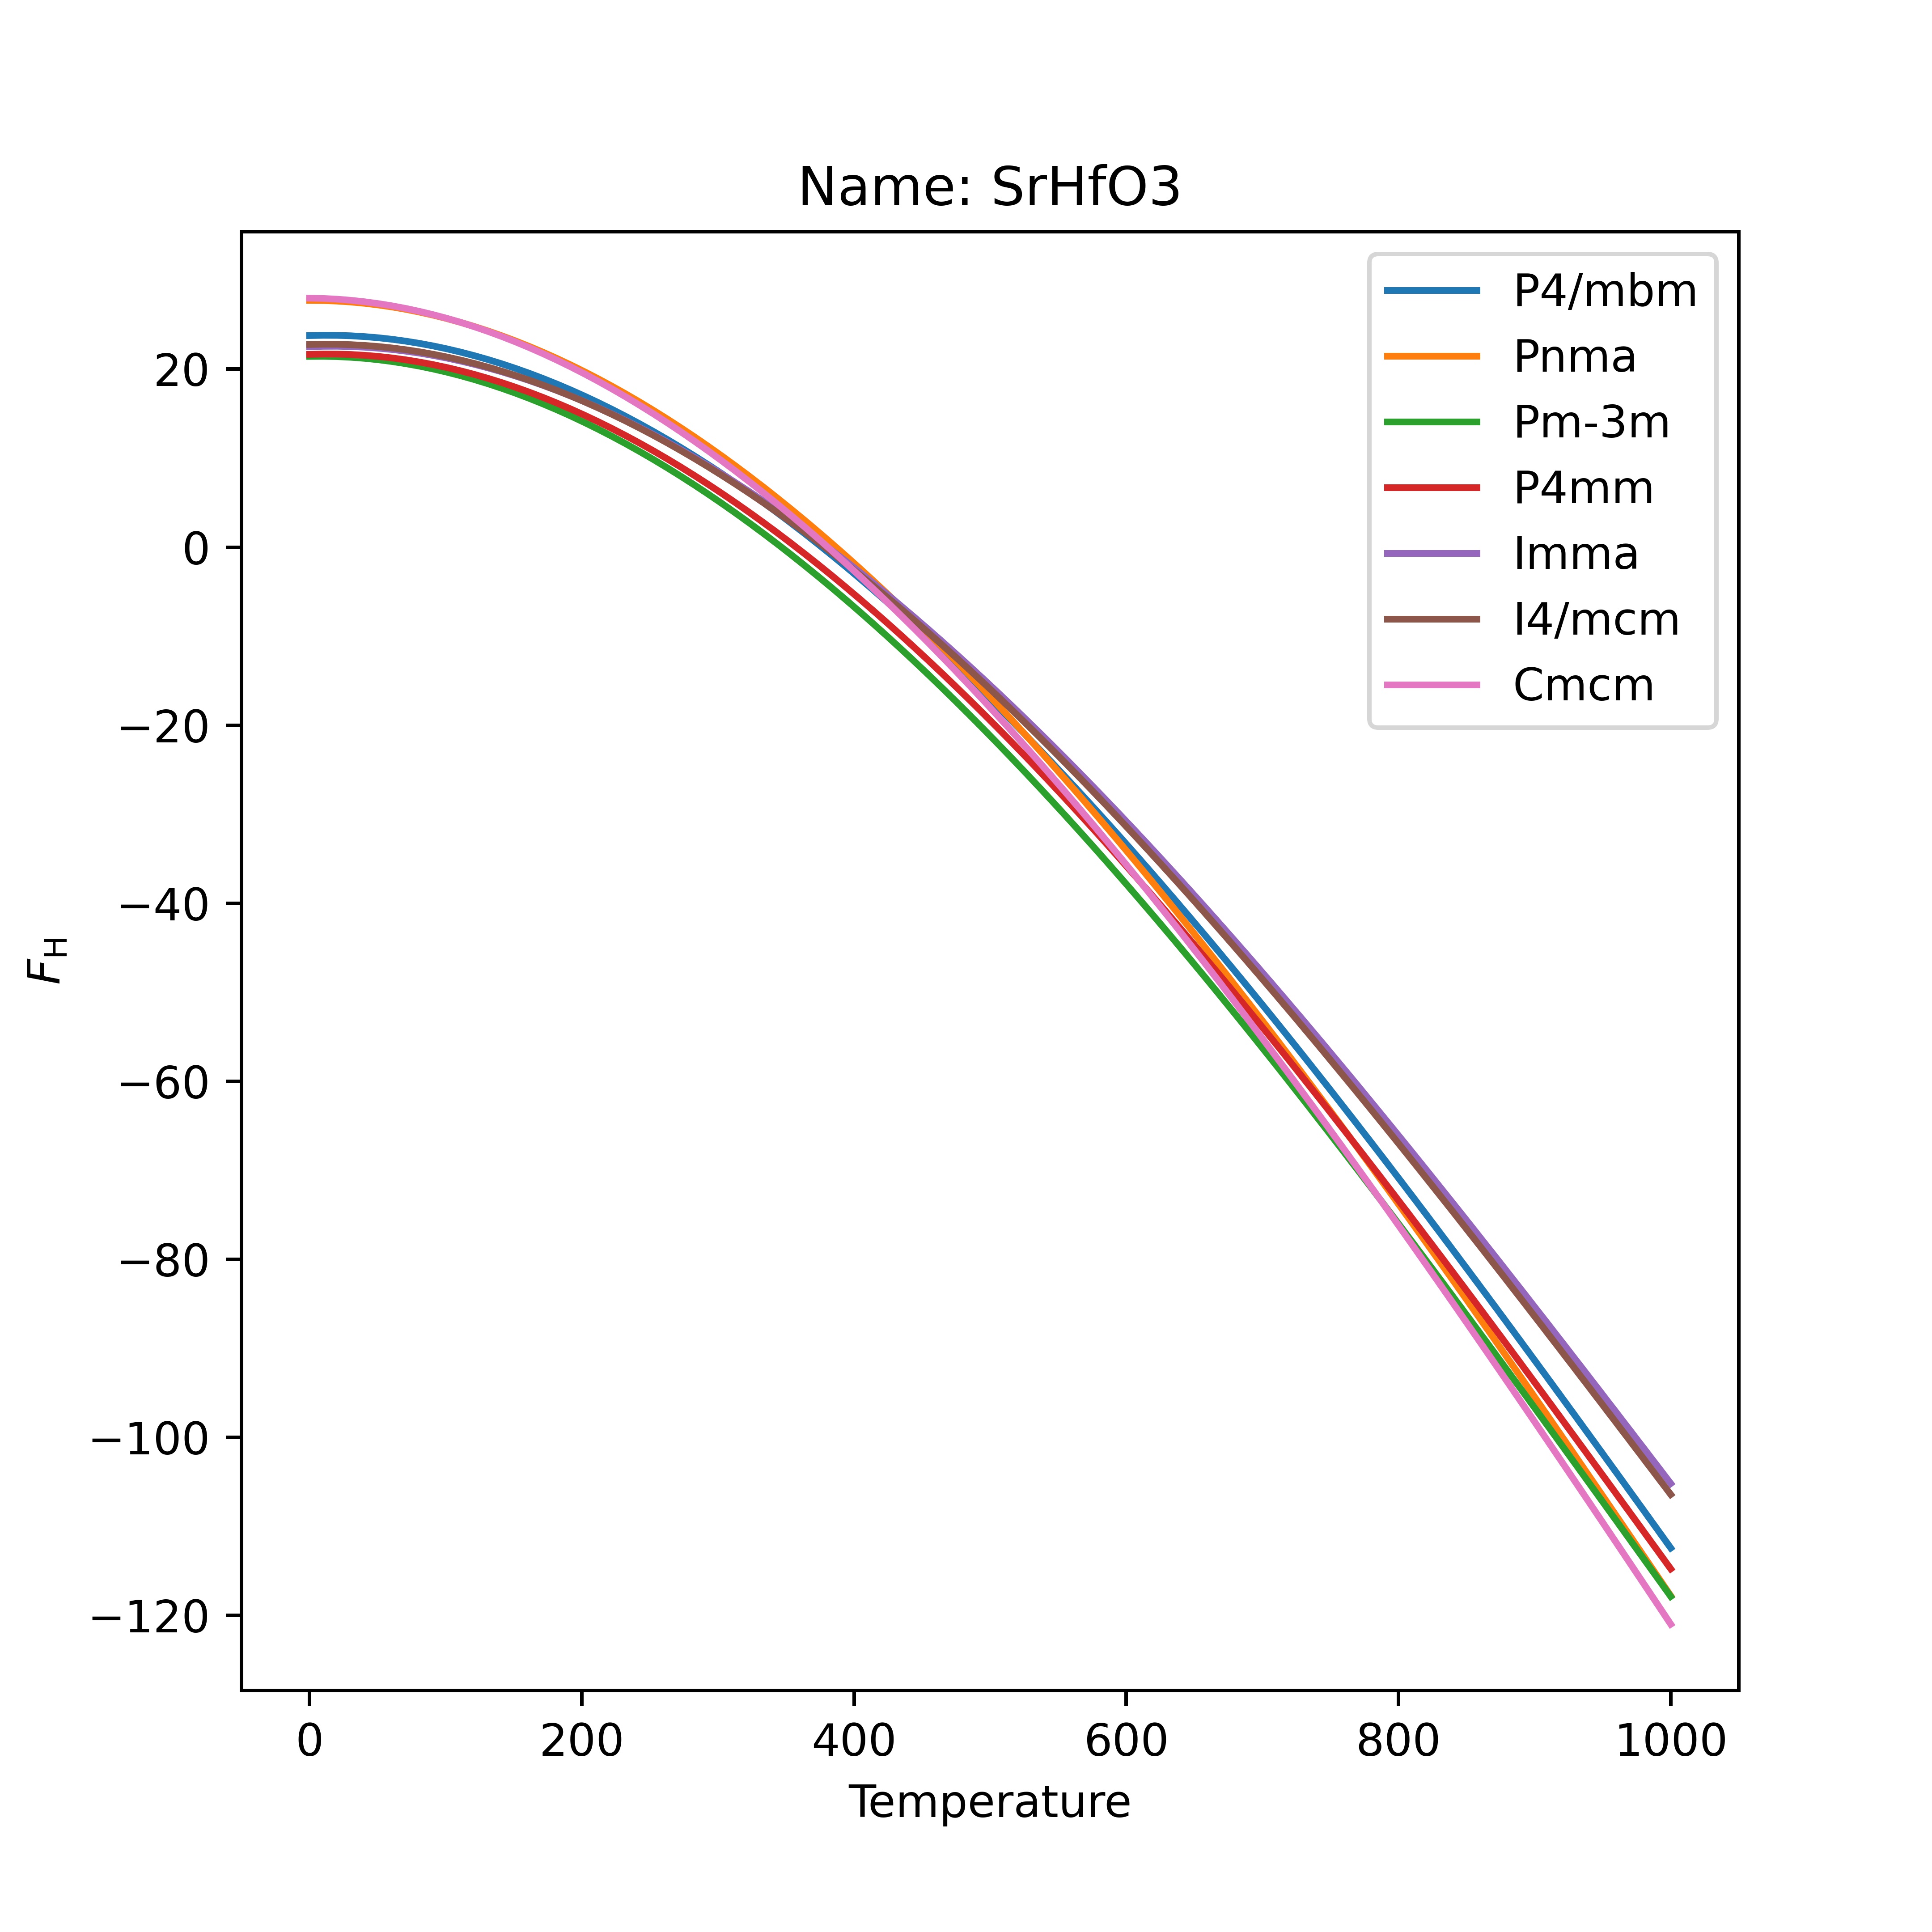 Name: SrHfO3
P4/mbm
Pnma
Pm-3m
P4mm
Imma
I4/mcm
Cmcm
20
0
−20
−40
−60
−80
−100
−120
F_H
0 200 400 600 800 1000
Temperature